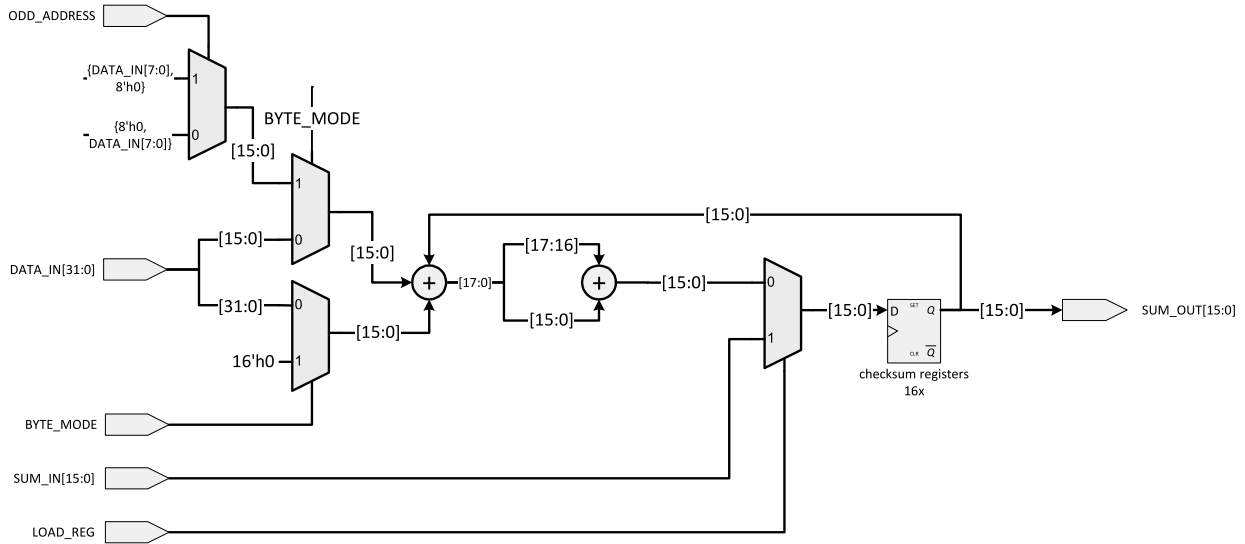 ODD_ADDRESS
{DATA_IN[7:0],
8'h0}
1
{8'h0,
DATA_IN[7:0]}
0
BYTE_MODE
[15:0]
1
[15:0]
0
[15:0]
[15:0]
DATA_IN[31:0]
[31:0]
0
16'h0
1
[15:0]
+
[17:0]
[17:16]
[15:0]
+
[15:0]
0
1
[15:0]
D
SET
Q
CLR
Q
checksum registers
16x
[15:0]
SUM_OUT[15:0]
BYTE_MODE
SUM_IN[15:0]
LOAD_REG